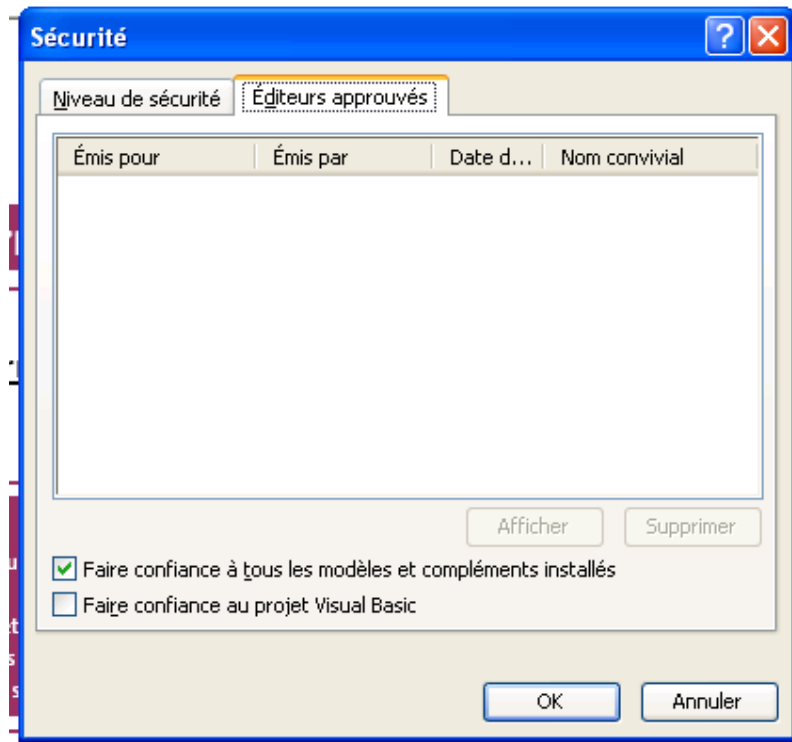 Sécurité
Niveau de sécurité
Éditeurs approuvés
Émis pour Émis par Date d... Nom convivial
Afficher Supprimer
Faire confiance à tous les modèles et compléments installés
Faire confiance au projet Visual Basic
OK Annuler